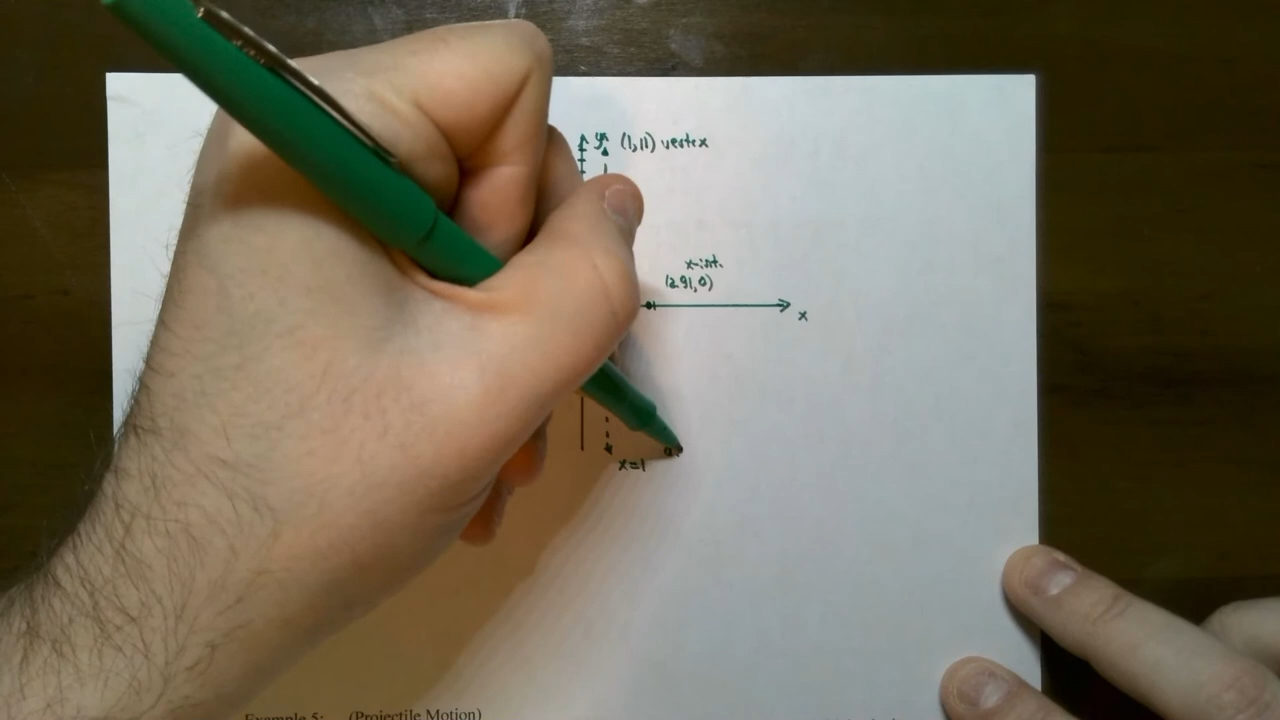 y (1,11) vertex
x-int.
(2.91,0)
x
x=1
Example 5: (Projectile Motion)